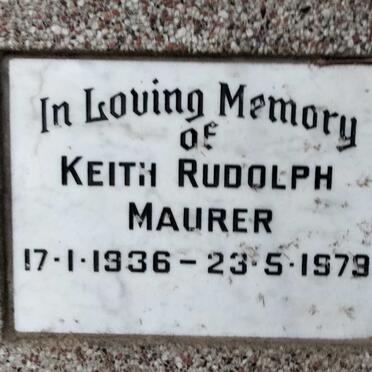 In Loving Memory
of
KEITH RUDOLPH
MAURER
17·1·1936 – 23·5·1979